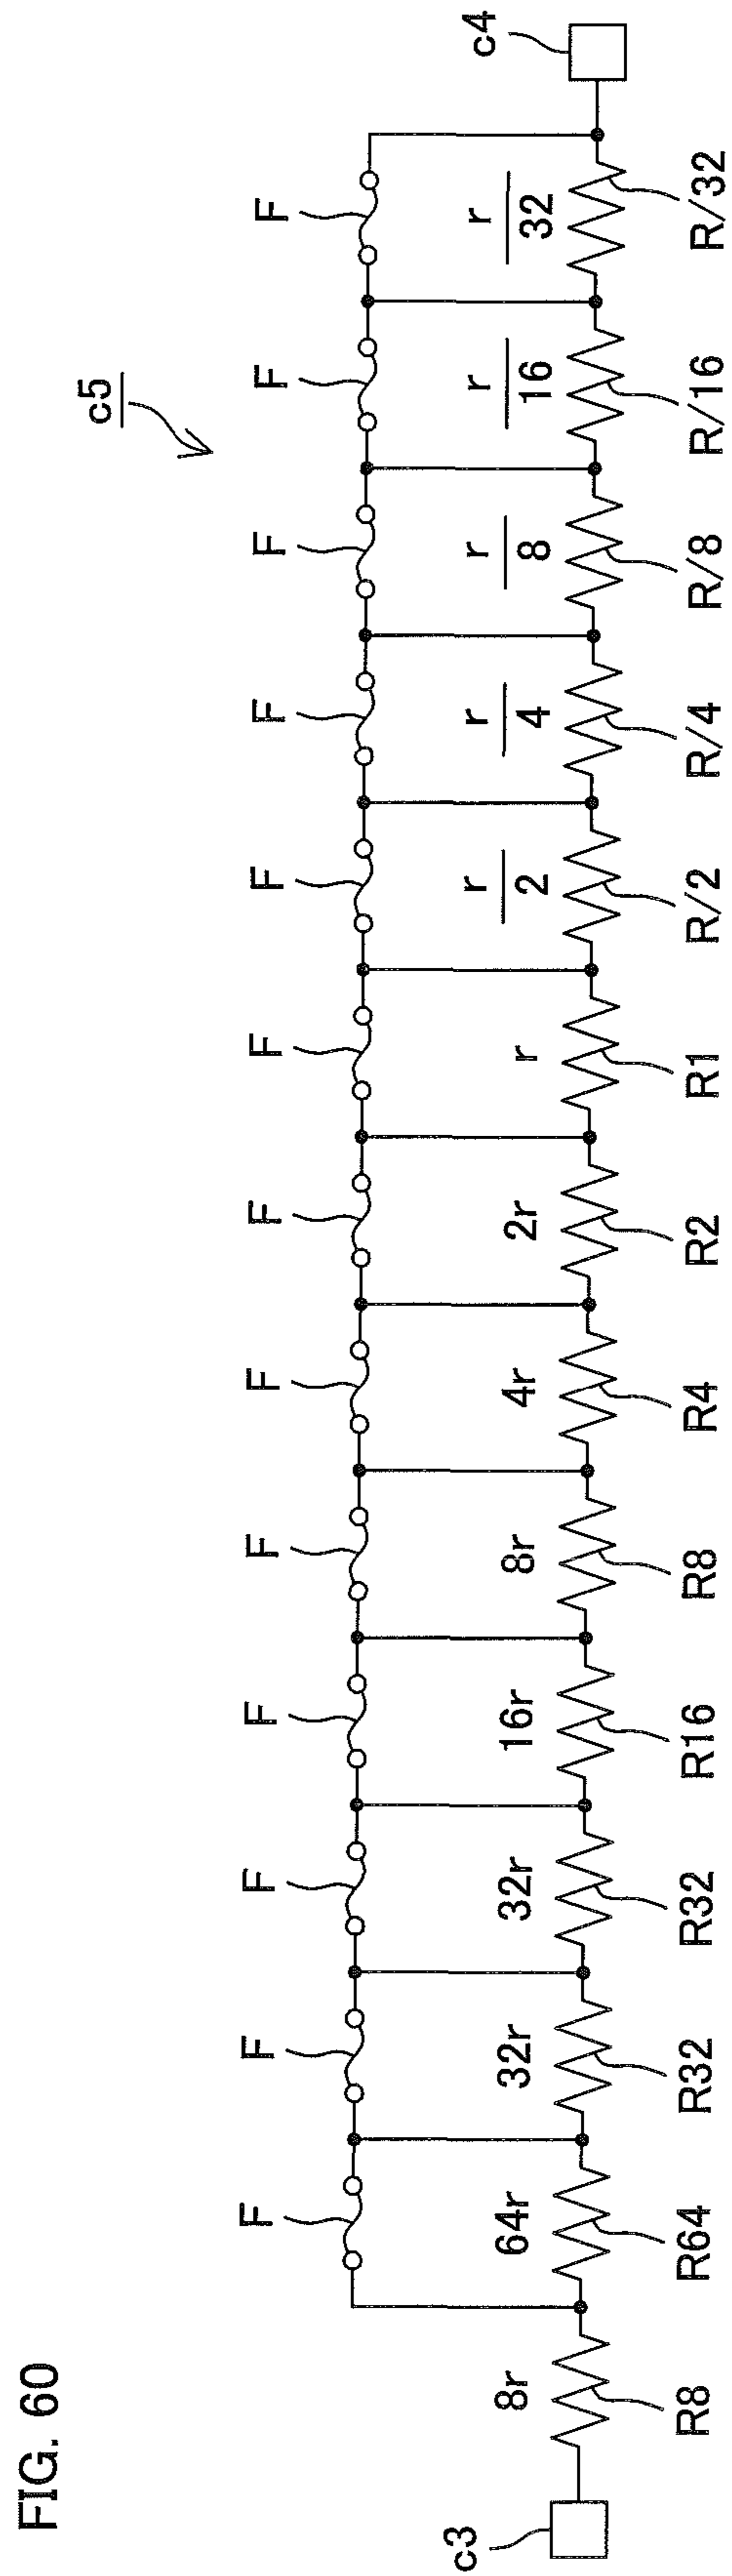 FIG. 60
c5
F F F F F F F F F F F F F
8r 64r 32r 32r 16r 8r 4r 2r r r/2 r/4 r/8 r/16 r/32
c3
c4
R8 R64 R32 R32 R16 R8 R4 R2 R1 R/2 R/4 R/8 R/16 R/32